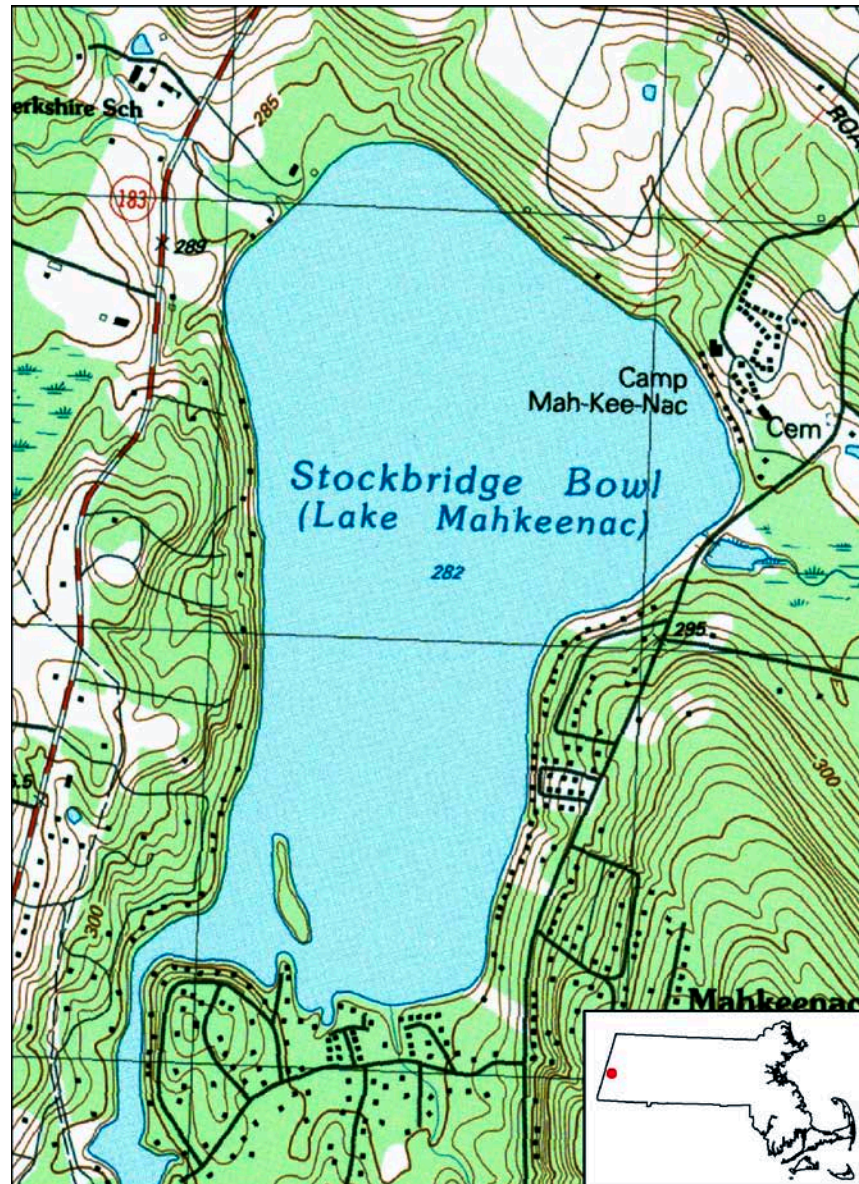 erkshire Sch
285
ROA
183
289
Camp
Mah-Kee-Nac
Cem
Stockbridge Bowl
(Lake Mahkeenac)
282
295
300
300
Mahkeenac